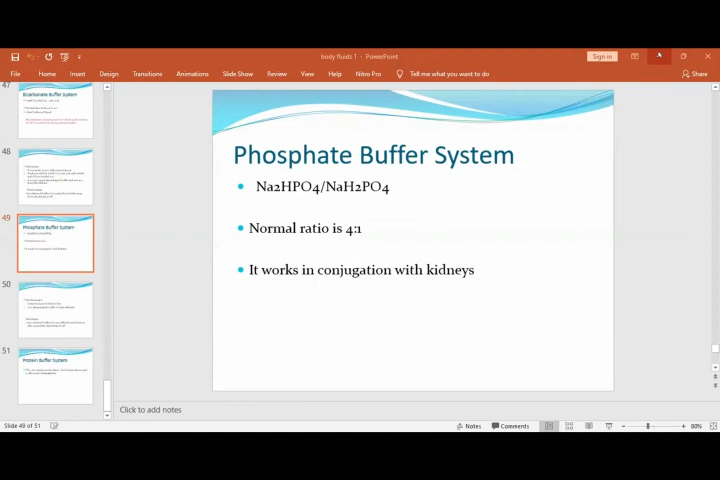 body fluids 1 - PowerPoint
Sign in
File Home Insert Design Transitions Animations Slide Show Review View Help Nitro Pro Tell me what you want to do Share
47
Bicarbonate Buffer System
48
49
Phosphate Buffer System
50
51
Protein Buffer System
Phosphate Buffer System
Na2HPO4/NaH2PO4
Normal ratio is 4:1
It works in conjugation with kidneys
Click to add notes
Slide 49 of 51
Notes
Comments
80%